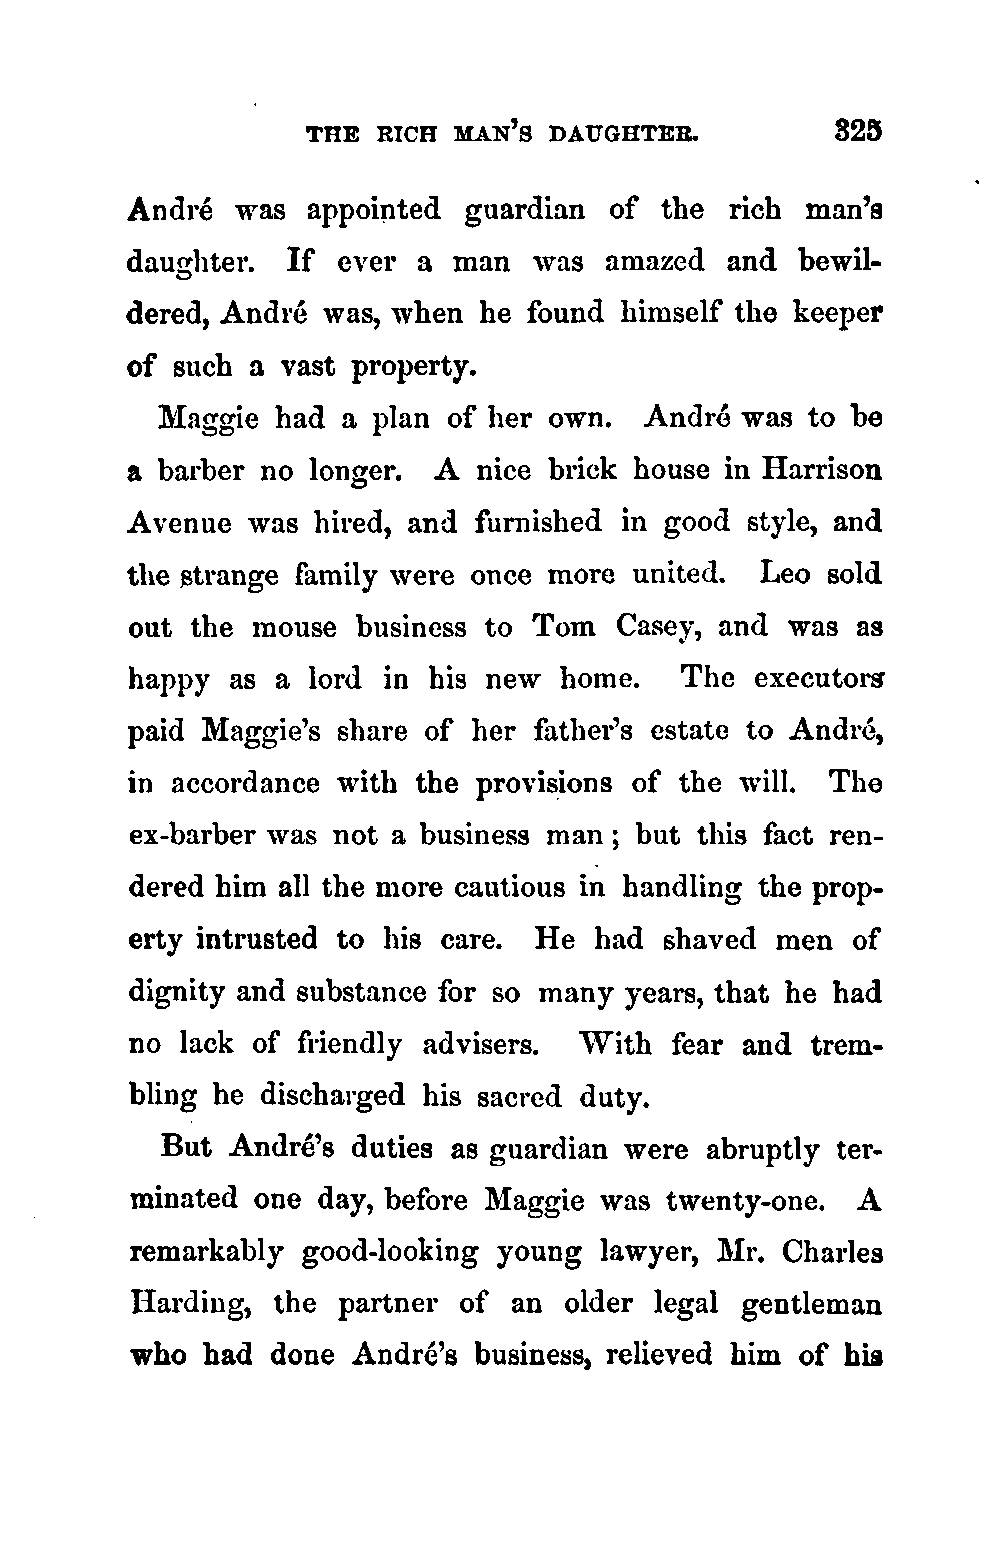 THE RICH MAN'S DAUGHTER. 325
André was appointed guardian of the rich man's
daughter. If ever a man was amazed and bewil-
dered, André was, when he found himself the keeper
of such a vast property.
Maggie had a plan of her own. André was to be
a barber no longer. A nice brick house in Harrison
Avenue was hired, and furnished in good style, and
the strange family were once more united. Leo sold
out the mouse business to Tom Casey, and was as
happy as a lord in his new home. The executors
paid Maggie's share of her father's estate to André,
in accordance with the provisions of the will. The
ex-barber was not a business man; but this fact ren-
dered him all the more cautious in handling the prop-
erty intrusted to his care. He had shaved men of
dignity and substance for so many years, that he had
no lack of friendly advisers. With fear and trem-
bling he discharged his sacred duty.
But André's duties as guardian were abruptly ter-
minated one day, before Maggie was twenty-one. A
remarkably good-looking young lawyer, Mr. Charles
Harding, the partner of an older legal gentleman
who had done André's business, relieved him of his